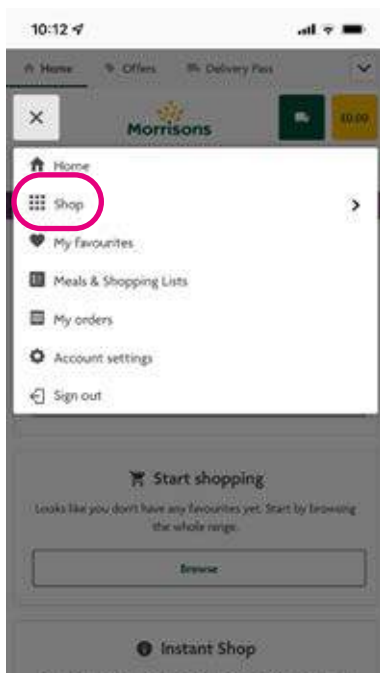 10:12
Home Offers Delivery Pass
Morrisons
£0.00
Home
Shop
My favourites
Meals & Shopping Lists
My orders
Account settings
Sign out
Start shopping
Looks like you don't have any favourites yet. Start by browsing
the whole range.
Browse
Instant Shop